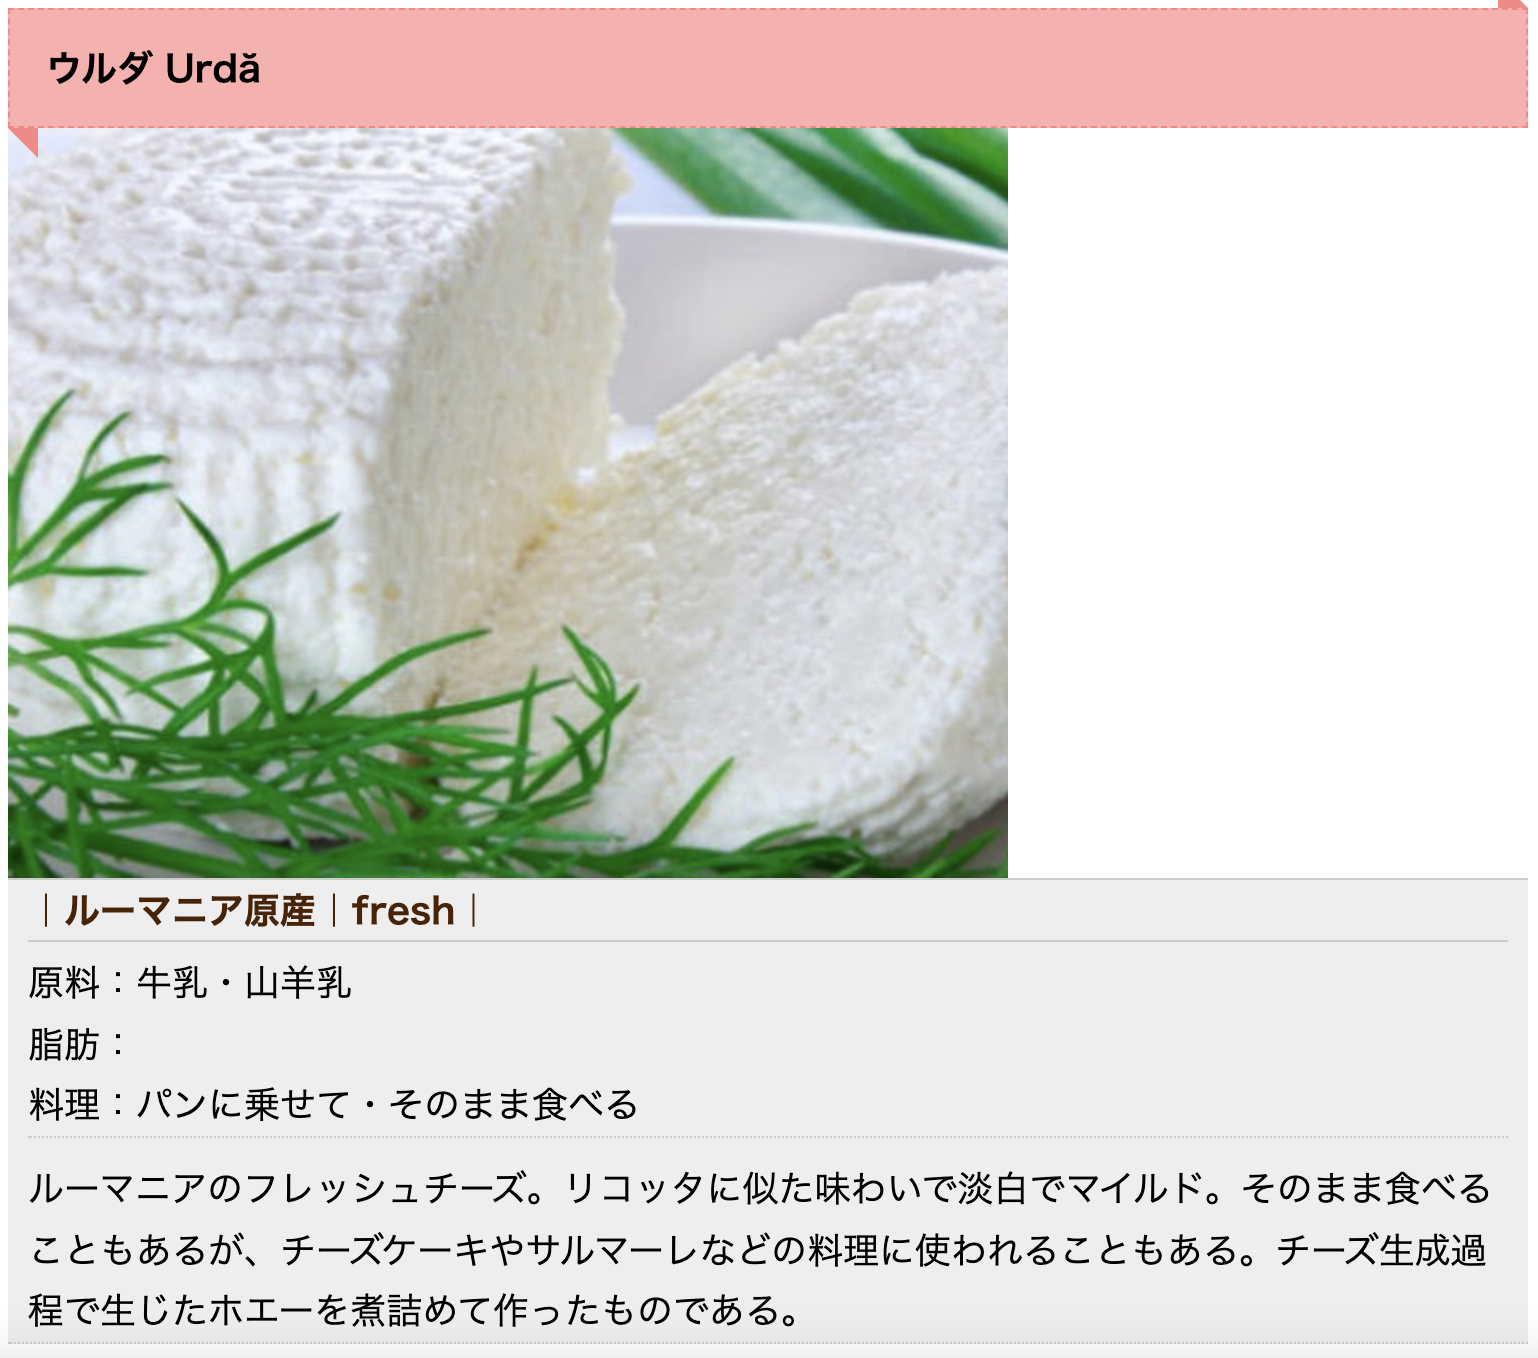 ウルダ Urdă
｜ルーマニア原産｜fresh｜
原料：牛乳・山羊乳
脂肪：
料理：パンに乗せて・そのまま食べる
ルーマニアのフレッシュチーズ。リコッタに似た味わいで淡白でマイルド。そのまま食べる
こともあるが、チーズケーキやサルマーレなどの料理に使われることもある。チーズ生成過
程で生じたホエーを煮詰めて作ったものである。